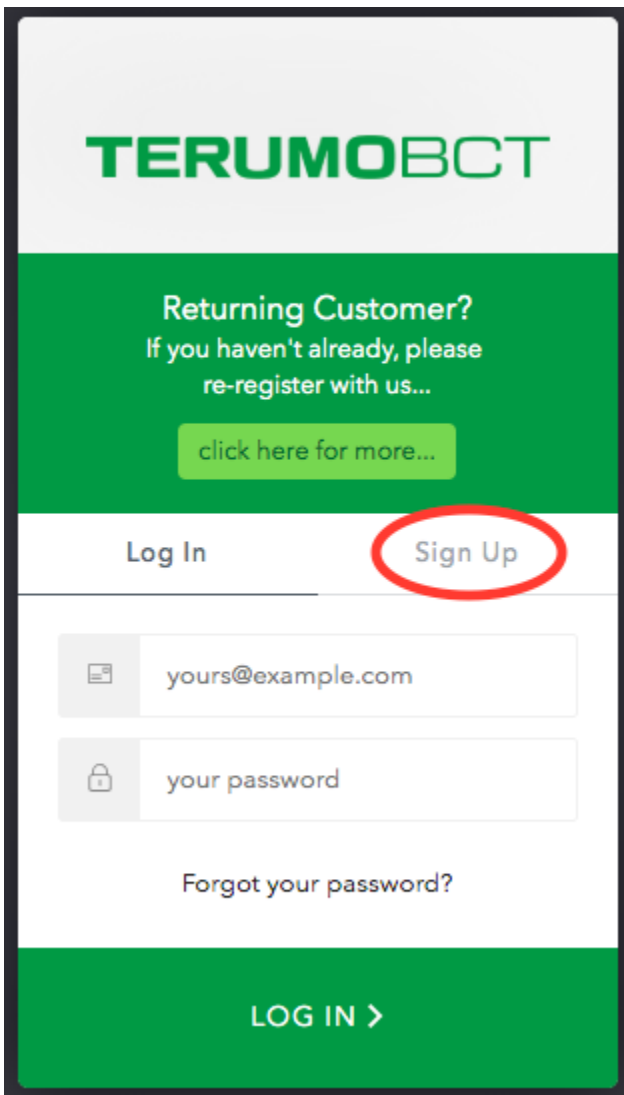 TERUMOBCT
Returning Customer?
If you haven't already, please
re-register with us...
click here for more...
Log In Sign Up
yours@example.com
your password
Forgot your password?
LOG IN >